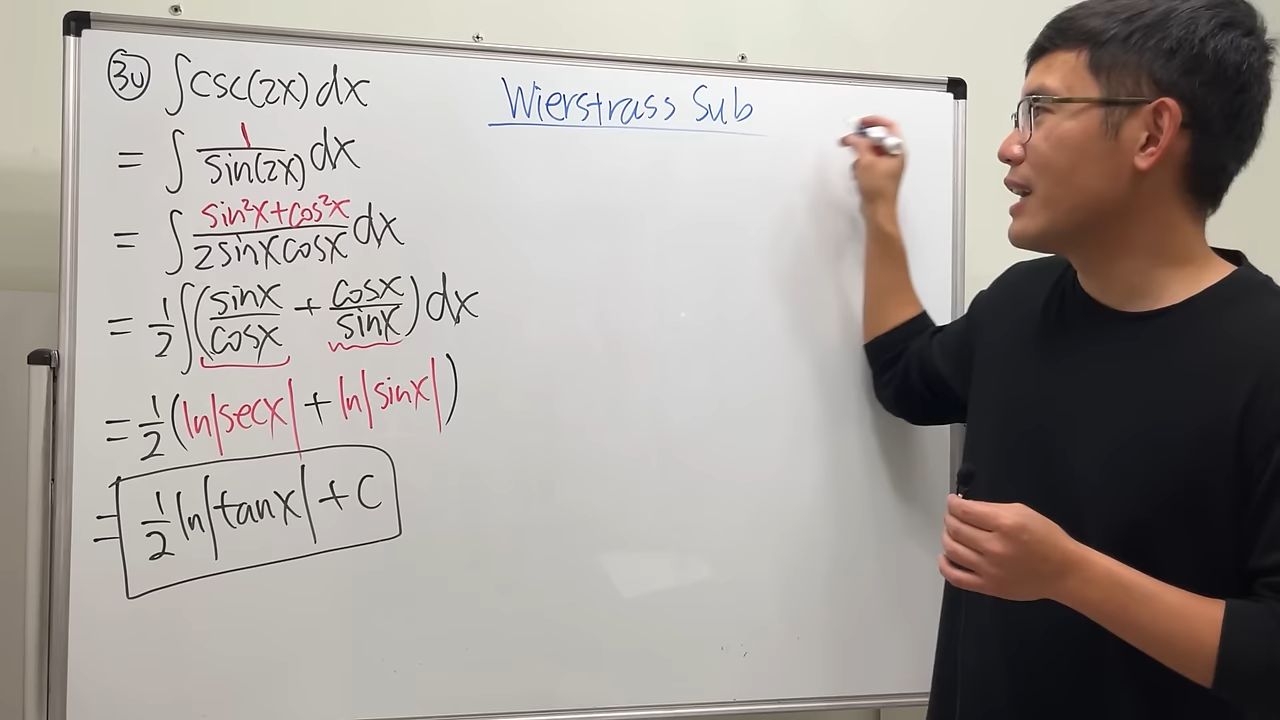 (30) ∫csc(2x)dx
= ∫ 1/sin(2x) dx
= ∫ sin²x+cos²x/2sinxcosx dx
= 1/2 ∫(sinx/cosx + cosx/sinx)dx
= 1/2(ln|secx| + ln|sinx|)
= 1/2 ln|tanx| + C
Wierstrass Sub